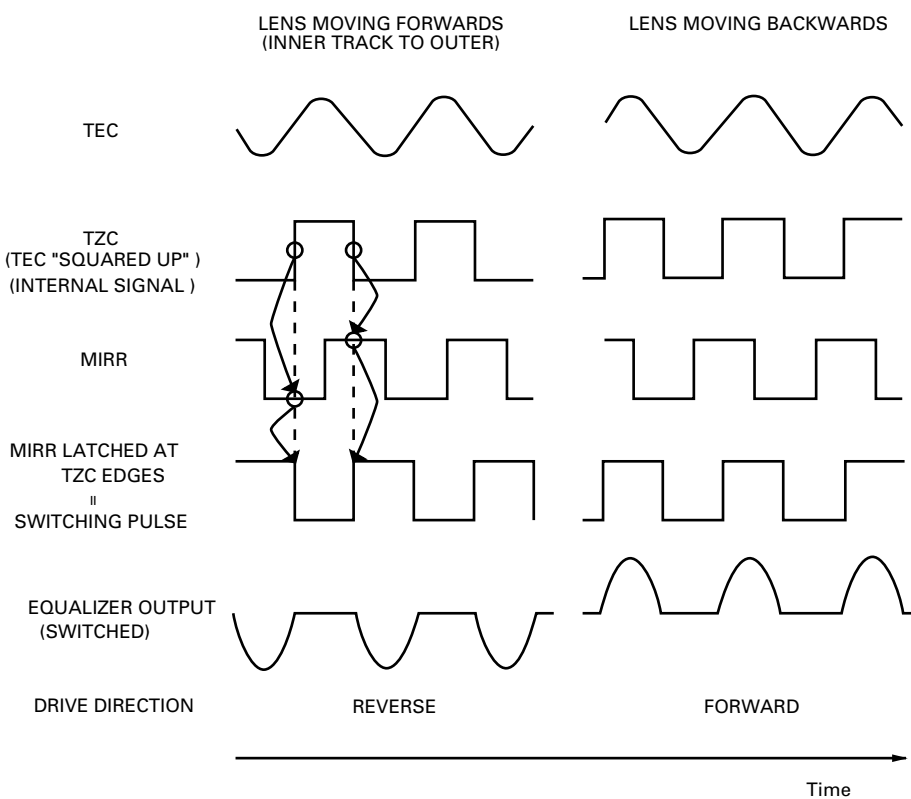 LENS MOVING FORWARDS
(INNER TRACK TO OUTER)
LENS MOVING BACKWARDS
TEC
TZC
(TEC "SQUARED UP" )
(INTERNAL SIGNAL )
MIRR
MIRR LATCHED AT
TZC EDGES
=
SWITCHING PULSE
EQUALIZER OUTPUT
(SWITCHED)
DRIVE DIRECTION
REVERSE
FORWARD
Time